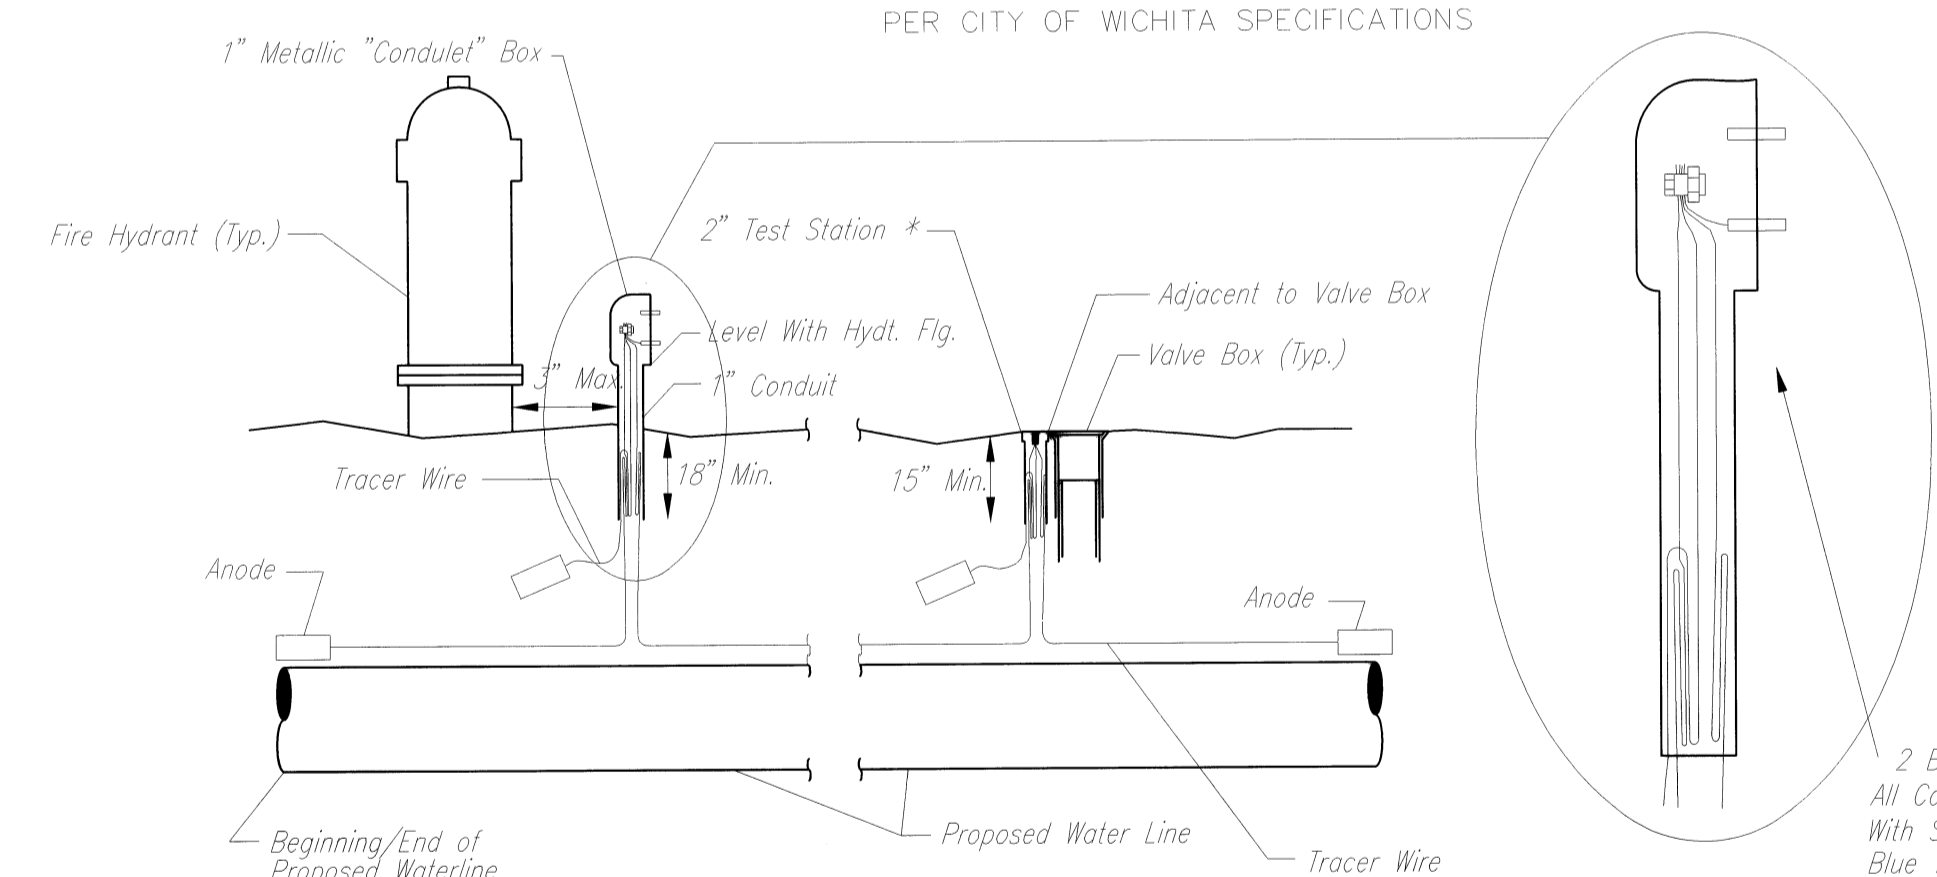 PER CITY OF WICHITA SPECIFICATIONS
1" Metallic "Condulet" Box
Fire Hydrant (Typ.)
2" Test Station *
Adjacent to Valve Box
Level With Hydt. Flg.
Valve Box (Typ.)
3" Max.
1" Conduit
Tracer Wire
18" Min.
15" Min.
Anode
Anode
2
All
With
Blue
Proposed Water Line
Beginning/End of
Proposed Waterline
Tracer Wire